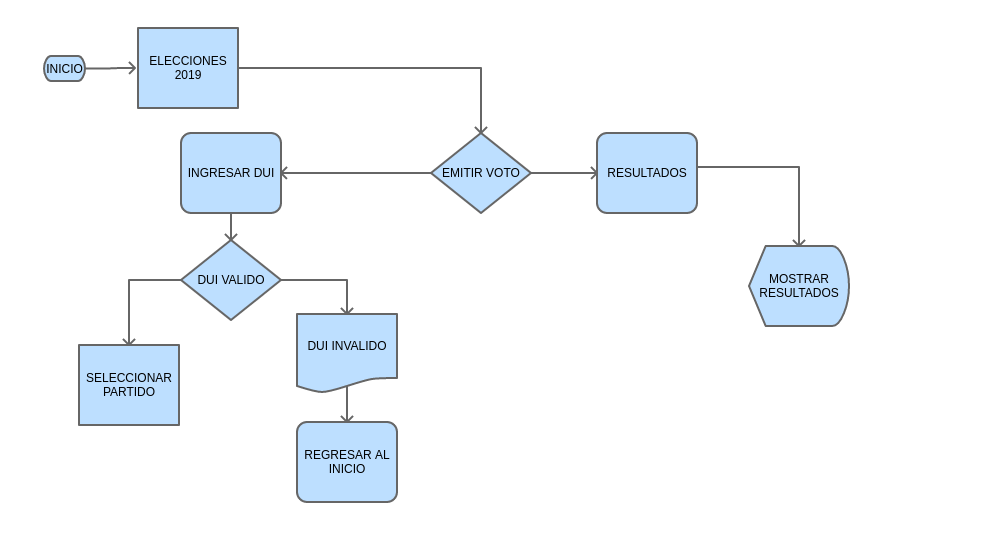 INICIO
ELECCIONES
2019
INGRESAR DUI
EMITIR VOTO
RESULTADOS
DUI VALIDO
MOSTRAR
RESULTADOS
DUI INVALIDO
SELECCIONAR
PARTIDO
REGRESAR AL
INICIO